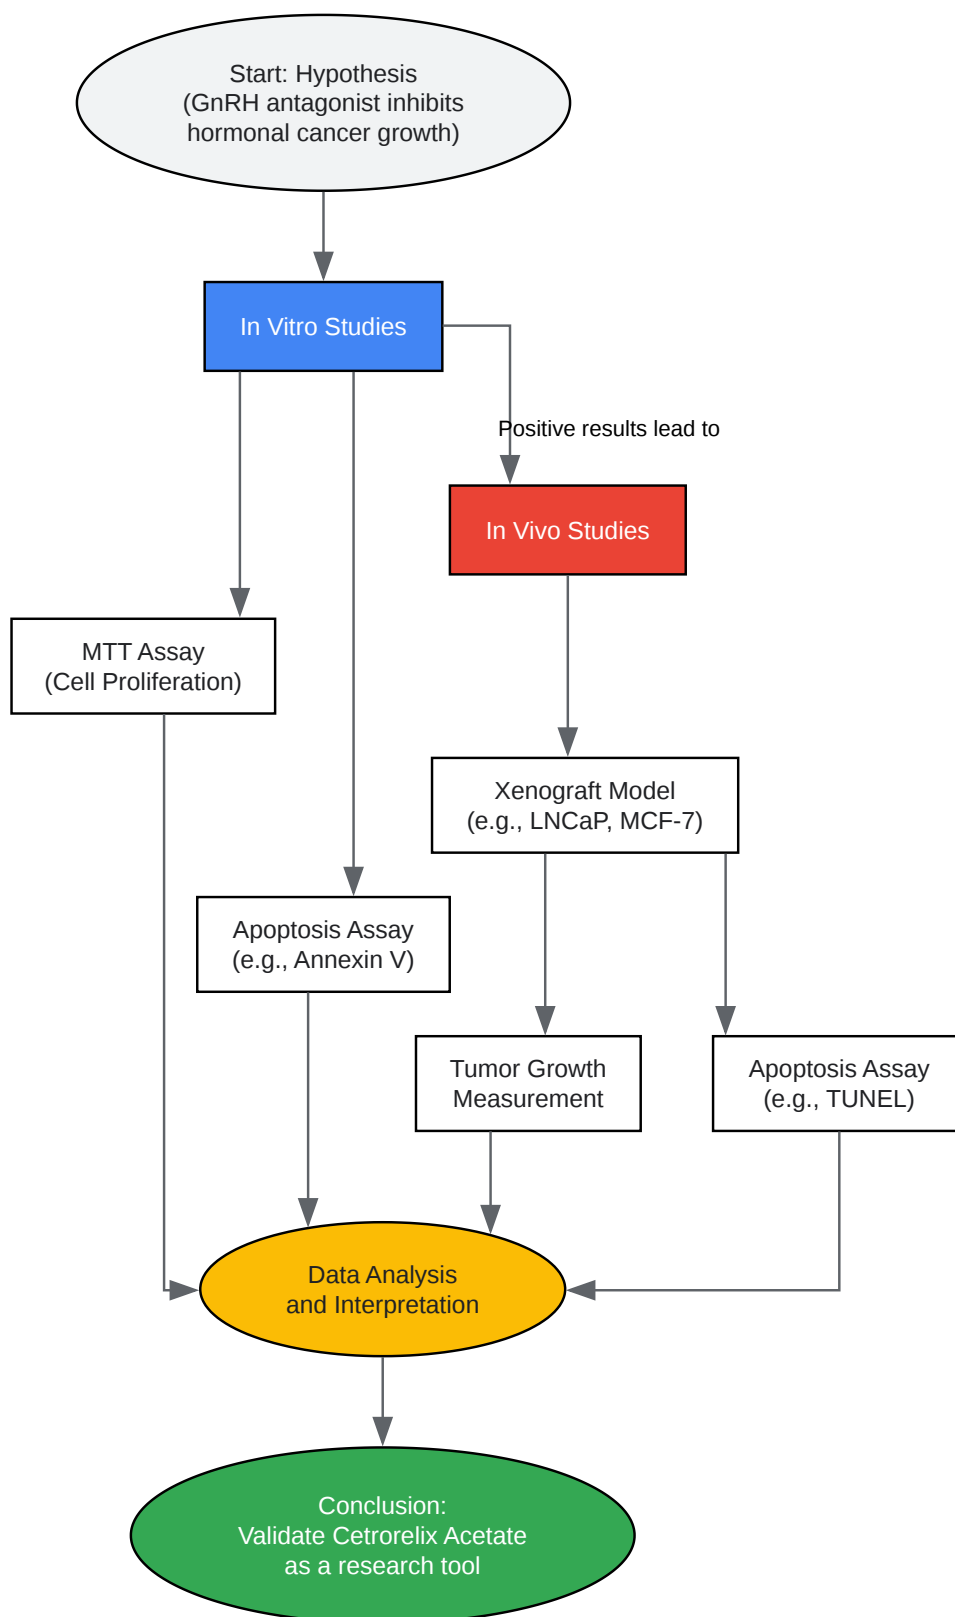 Start: Hypothesis
(GnRH antagonist inhibits
hormonal cancer growth)
In Vitro Studies
Positive results lead to
In Vivo Studies
MTT Assay
(Cell Proliferation)
Xenograft Model
(e.g., LNCaP, MCF-7)
Apoptosis Assay
(e.g., Annexin V)
Tumor Growth
Measurement
Apoptosis Assay
(e.g., TUNEL)
Data Analysis
and Interpretation
Conclusion:
Validate Cetrorelix Acetate
as a research tool